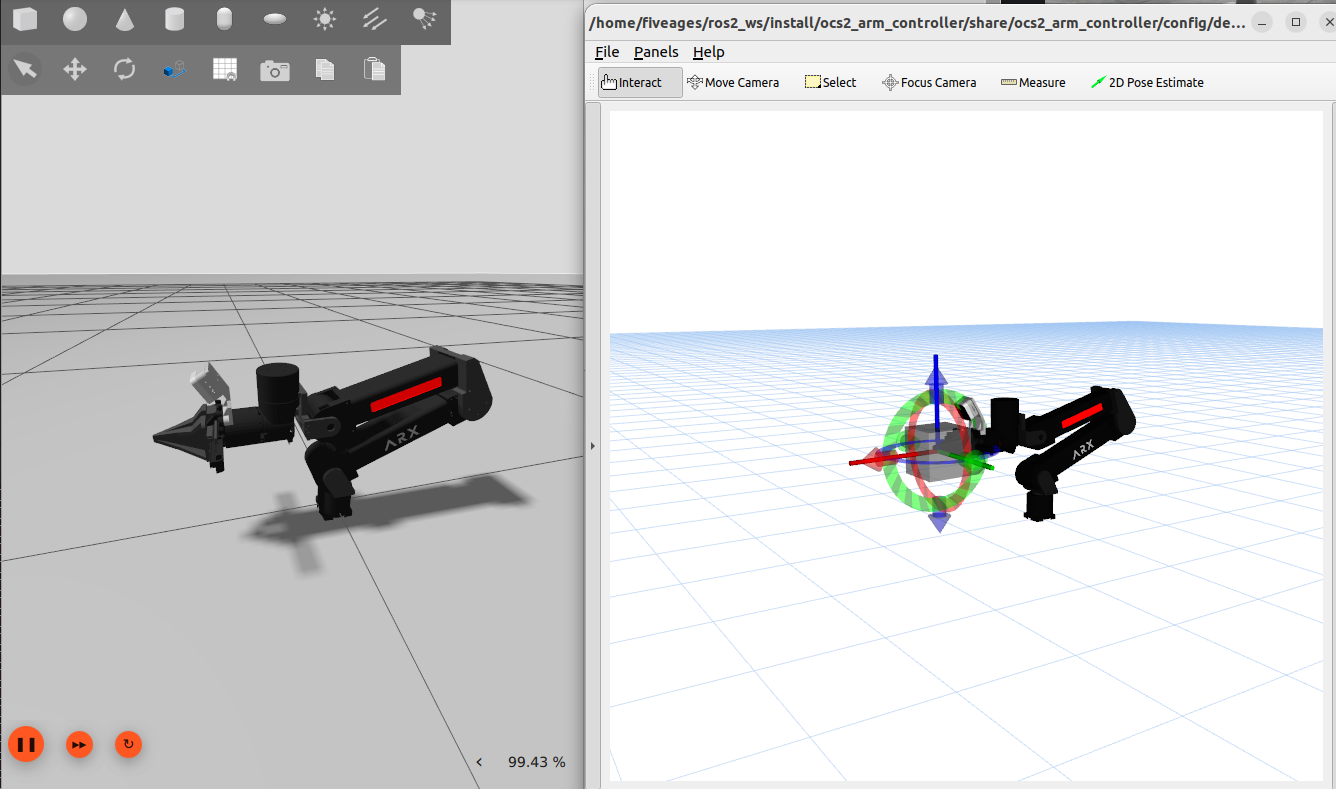 /home/fiveages/ros2_ws/install/ocs2_arm_controller/share/ocs2_arm_controller/config/de...
File Panels Help
Interact Move Camera Select Focus Camera Measure 2D Pose Estimate
ARX
ARX
99.43 %